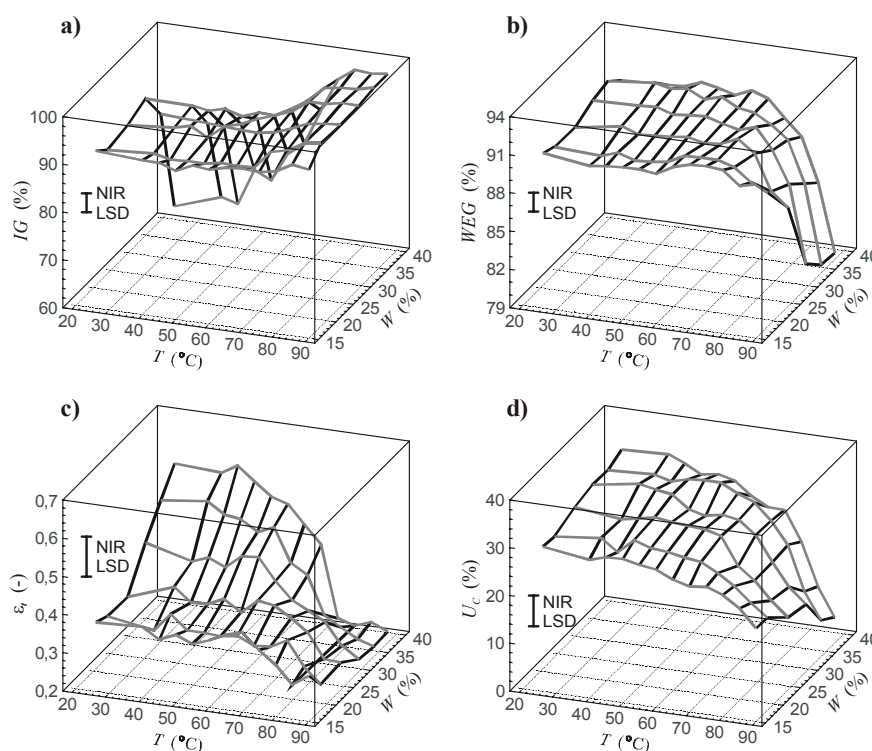 a)
IG (%)
100
90
80
70
60
NIR
LSD
20 30 40 50 60 70 80 90
T (°C)
15 20 25 30 35 40
W (%)
b)
WEG (%)
94
91
88
85
82
79
NIR
LSD
20 30 40 50 60 70 80 90
T (°C)
15 20 25 30 35 40
W (%)
c)
εt (-)
0,7
0,6
0,5
0,4
0,3
0,2
NIR
LSD
20 30 40 50 60 70 80 90
T (°C)
15 20 25 30 35 40
W (%)
d)
UC (%)
40
30
20
10
0
NIR
LSD
20 30 40 50 60 70 80 90
T (°C)
15 20 25 30 35 40
W (%)